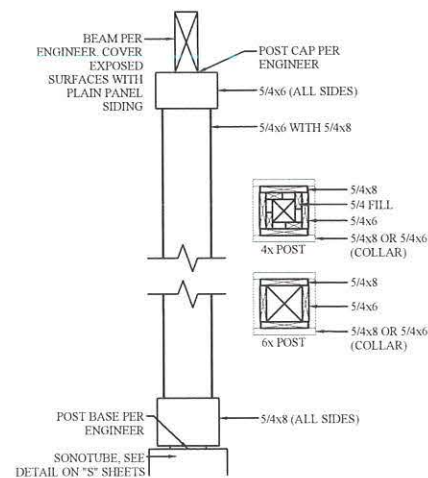 BEAM PER
ENGINEER. COVER
EXPOSED
SURFACES WITH
PLAIN PANEL
SIDING
POST CAP PER
ENGINEER
5/4x6 (ALL SIDES)
5/4x6 WITH 5/4x8
5/4x8
5/4 FILL
5/4x6
5/4x8 OR 5/4x6
(COLLAR)
4x POST
5/4x8
5/4x6
5/4x8 OR 5/4x6
(COLLAR)
6x POST
POST BASE PER
ENGINEER
5/4x8 (ALL SIDES)
SONOTUBE, SEE
DETAIL ON "S" SHEETS